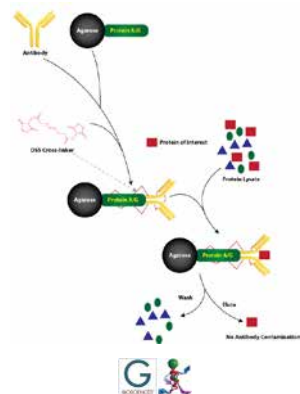 Agarose
Protein A/G
Antibody
DSS Cross-linker
Protein of Interest
Protein Lysate
Agarose
Protein A/G
Agarose
Protein A/G
Wash
Elute
No Antibody Contamination
G